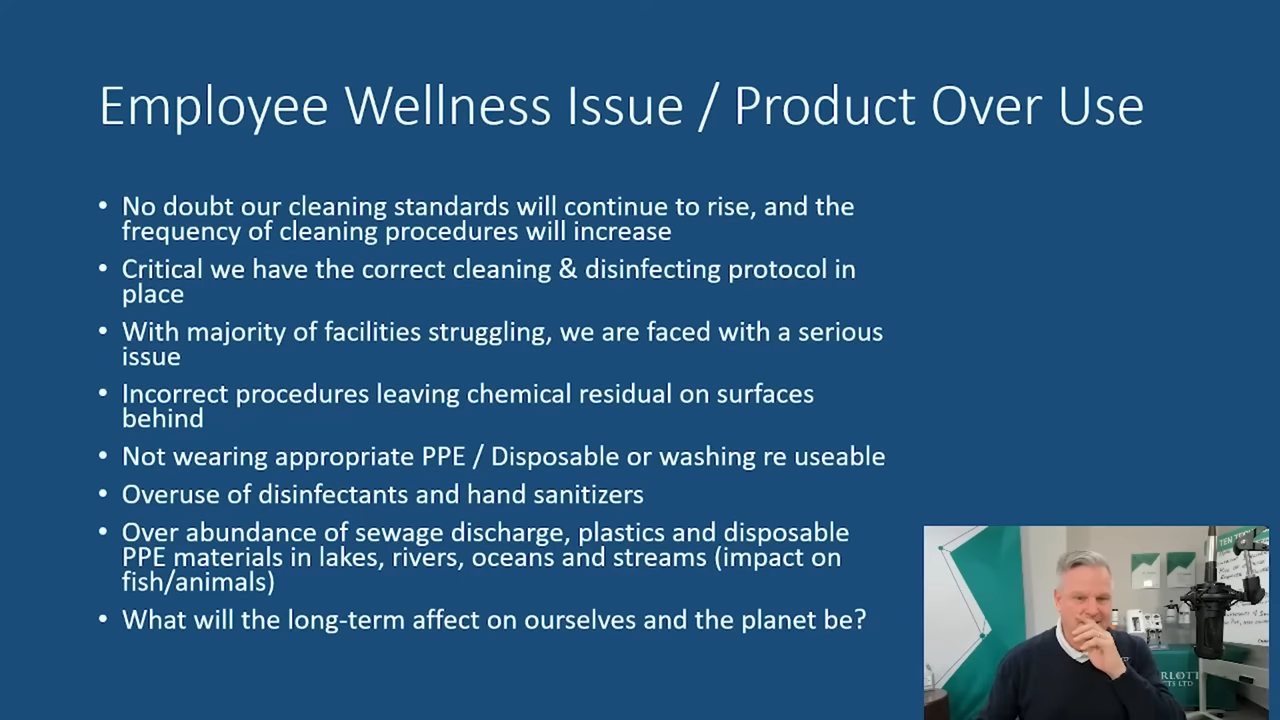 Employee Wellness Issue / Product Over Use
• No doubt our cleaning standards will continue to rise, and the
frequency of cleaning procedures will increase
• Critical we have the correct cleaning & disinfecting protocol in
place
• With majority of facilities struggling, we are faced with a serious
issue
• Incorrect procedures leaving chemical residual on surfaces
behind
• Not wearing appropriate PPE / Disposable or washing re useable
• Overuse of disinfectants and hand sanitizers
• Over abundance of sewage discharge, plastics and disposable
PPE materials in lakes, rivers, oceans and streams (impact on
fish/animals)
• What will the long-term affect on ourselves and the planet be?